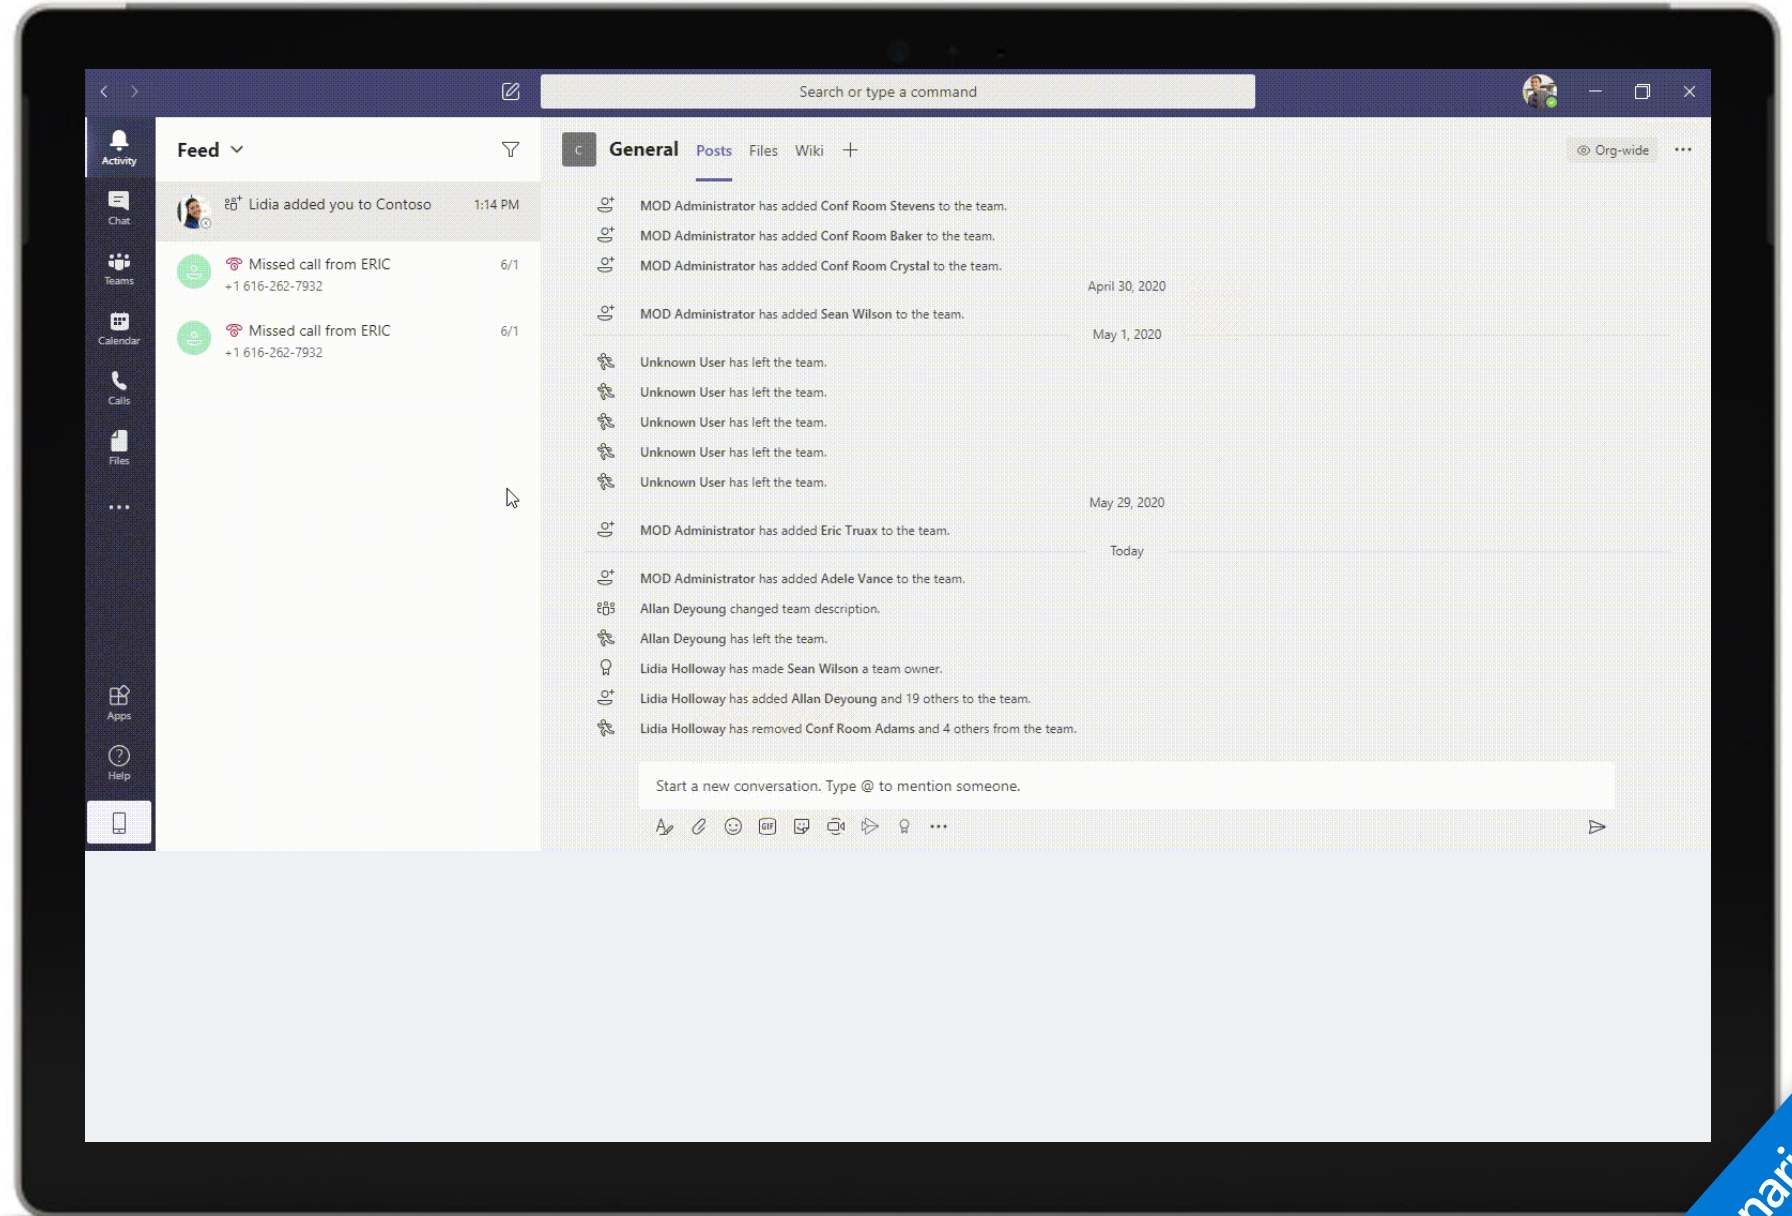 Search or type a command
Activity
Chat
Teams
Calendar
Calls
Files
Apps
Help
Feed
Lidia added you to Contoso 1:14 PM
Missed call from ERIC 6/1
+1 616-262-7932
Missed call from ERIC 6/1
+1 616-262-7932
C General Posts Files Wiki Org-wide
MOD Administrator has added Conf Room Stevens to the team.
MOD Administrator has added Conf Room Baker to the team.
MOD Administrator has added Conf Room Crystal to the team.
April 30, 2020
MOD Administrator has added Sean Wilson to the team.
May 1, 2020
Unknown User has left the team.
Unknown User has left the team.
Unknown User has left the team.
Unknown User has left the team.
Unknown User has left the team.
May 29, 2020
MOD Administrator has added Eric Truax to the team.
Today
MOD Administrator has added Adele Vance to the team.
Allan Deyoung changed team description.
Allan Deyoung has left the team.
Lidia Holloway has made Sean Wilson a team owner.
Lidia Holloway has added Allan Deyoung and 19 others to the team.
Lidia Holloway has removed Conf Room Adams and 4 others from the team.
Start a new conversation. Type @ to mention someone.
GIF